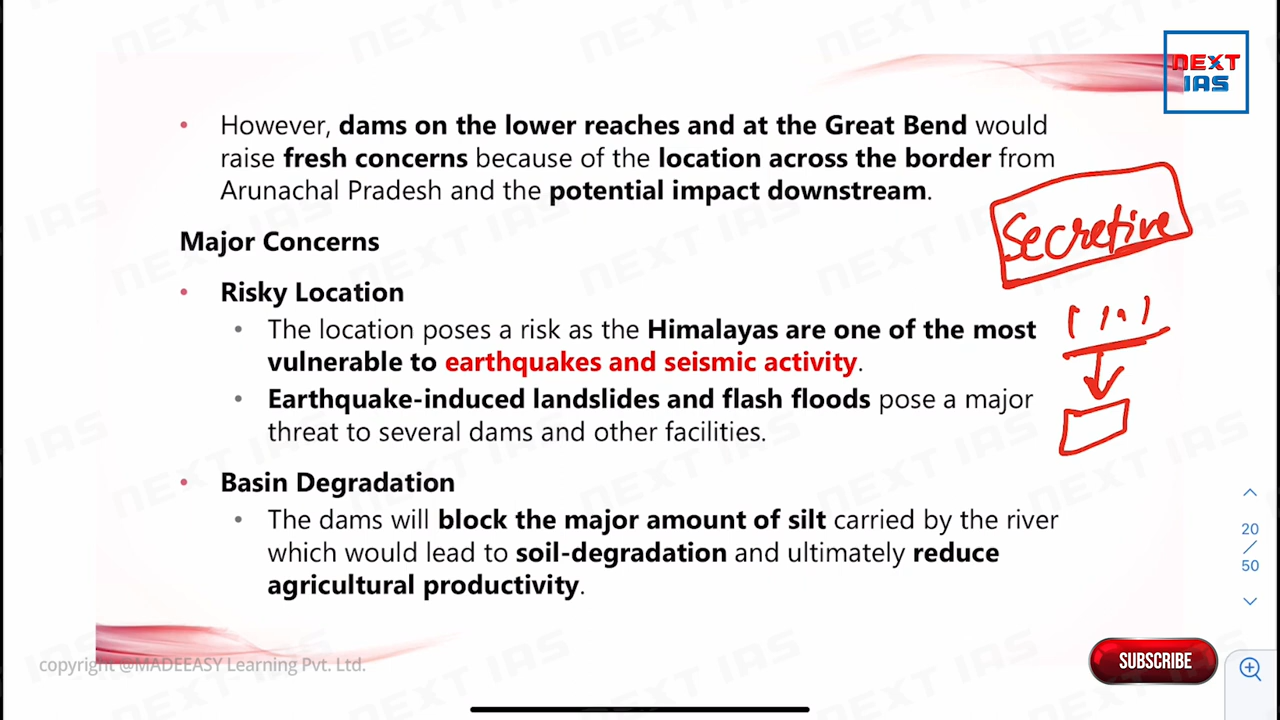 NEXT
IAS
• However, dams on the lower reaches and at the Great Bend would
raise fresh concerns because of the location across the border from
Arunachal Pradesh and the potential impact downstream.
Secretive
Major Concerns
• Risky Location
• The location poses a risk as the Himalayas are one of the most
vulnerable to earthquakes and seismic activity.
• Earthquake-induced landslides and flash floods pose a major
threat to several dams and other facilities.
• Basin Degradation
• The dams will block the major amount of silt carried by the river
which would lead to soil-degradation and ultimately reduce
agricultural productivity.
20
/
50
copyright @MADEEASY Learning Pvt. Ltd.
SUBSCRIBE